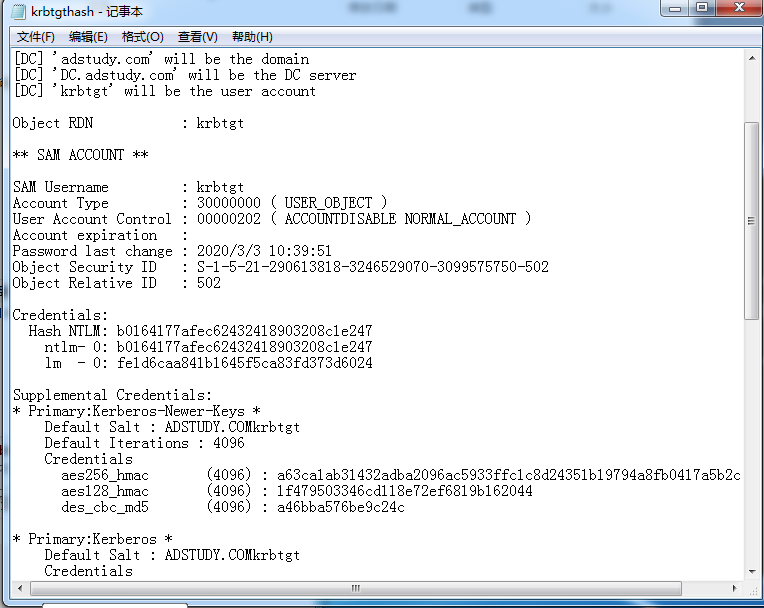 krbtgthash - 记事本
文件(F) 编辑(E) 格式(O) 查看(V) 帮助(H)
[DC] 'adstudy.com' will be the domain
[DC] 'DC.adstudy.com' will be the DC server
[DC] 'krbtgt' will be the user account
Object RDN : krbtgt
** SAM ACCOUNT **
SAM Username : krbtgt
Account Type : 30000000 ( USER_OBJECT )
User Account Control : 00000202 ( ACCOUNTDISABLE NORMAL_ACCOUNT )
Account expiration :
Password last change : 2020/3/3 10:39:51
Object Security ID : S-1-5-21-290613818-3246529070-3099575750-502
Object Relative ID : 502
Credentials:
Hash NTLM: b0164177afec62432418903208c1e247
ntlm- 0: b0164177afec62432418903208c1e247
lm - 0: fe1d6caa841b1645f5ca83fd373d6024
Supplemental Credentials:
* Primary:Kerberos-Newer-Keys *
Default Salt : ADSTUDY.COMkrbtgt
Default Iterations : 4096
Credentials
aes256_hmac (4096) : a63ca1ab31432adba2096ac5933ffc1c8d24351b19794a8fb0417a5b2c
aes128_hmac (4096) : 1f479503346cd118e72ef6819b162044
des_cbc_md5 (4096) : a46bba576be9c24c
* Primary:Kerberos *
Default Salt : ADSTUDY.COMkrbtgt
Credentials